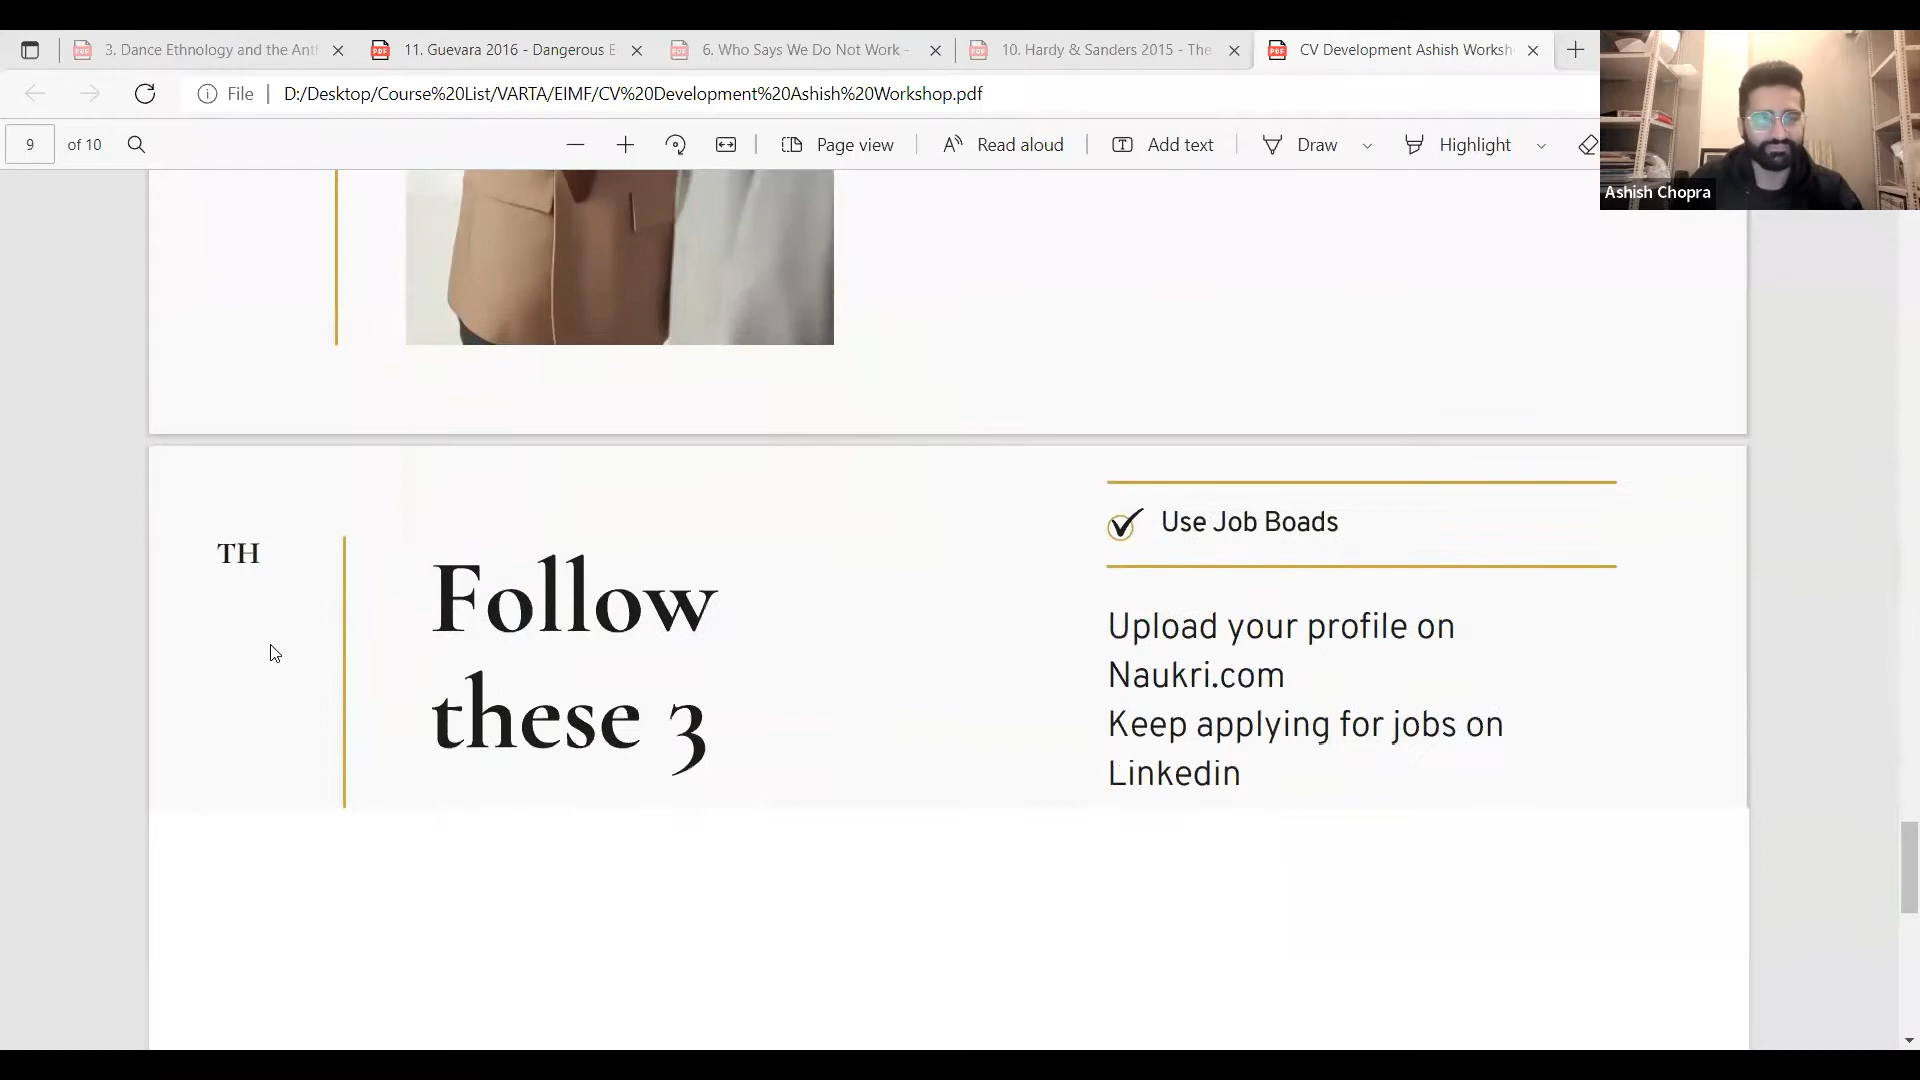 3. Dance Ethnology and the Ant
11. Guevara 2016 - Dangerous E
6. Who Says We Do Not Work -
10. Hardy & Sanders 2015 - The
CV Development Ashish Worksh
File
D:/Desktop/Course%20List/VARTA/EIMF/CV%20Development%20Ashish%20Workshop.pdf
9 of 10
Page view
Read aloud
Add text
Draw
Highlight
Ashish Chopra
TH
Follow
these 3
Use Job Boads
Upload your profile on
Naukri.com
Keep applying for jobs on
Linkedin